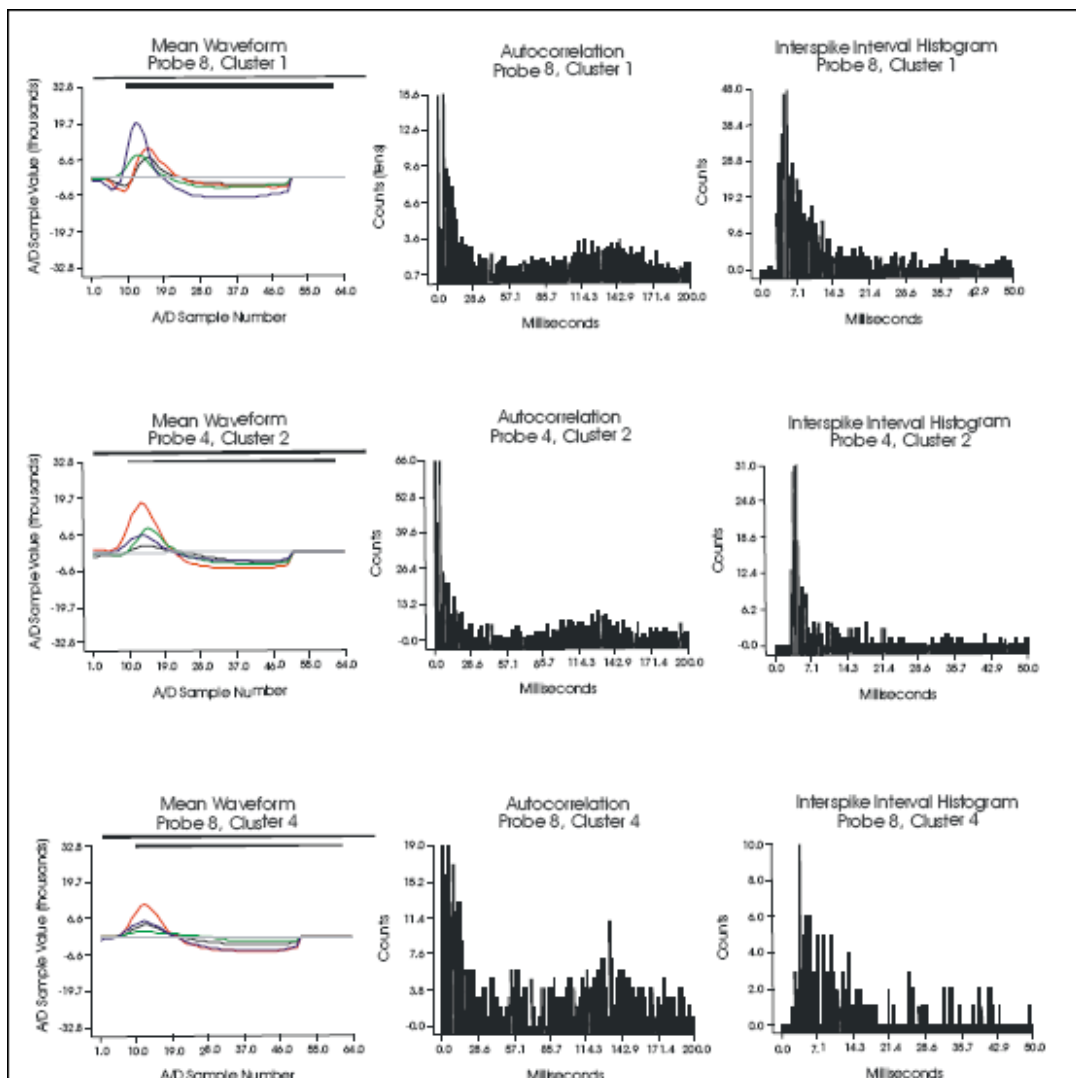 Mean Waveform
Probe 8, Cluster 1
A/D Sample Value (thousands)
32.8
19.7
6.6
-6.6
-19.7
-32.8
1.0 10.0 19.0 28.0 37.0 46.0 55.0 64.0
A/D Sample Number
Autocorrelation
Probe 8, Cluster 1
Counts (tens)
15.6
12.6
9.6
6.6
3.6
0.7
0.0 28.6 57.1 85.7 114.3 142.9 171.4 200.0
Milliseconds
Interspike Interval Histogram
Probe 8, Cluster 1
Counts
48.0
38.4
28.8
19.2
9.6
0.0
0.0 7.1 14.3 21.4 28.6 35.7 42.9 50.0
Milliseconds
Mean Waveform
Probe 4, Cluster 2
A/D Sample Value (thousands)
32.8
19.7
6.6
-6.6
-19.7
-32.8
1.0 10.0 19.0 28.0 37.0 46.0 55.0 64.0
A/D Sample Number
Autocorrelation
Probe 4, Cluster 2
Counts
66.0
52.8
39.6
26.4
13.2
-0.0
0.0 28.6 57.1 85.7 114.3 142.9 171.4 200.0
Milliseconds
Interspike Interval Histogram
Probe 4, Cluster 2
Counts
31.0
24.8
18.6
12.4
6.2
-0.0
0.0 7.1 14.3 21.4 28.6 35.7 42.9 50.0
Milliseconds
Mean Waveform
Probe 8, Cluster 4
A/D Sample Value (thousands)
32.8
19.7
6.6
-6.6
-19.7
-32.8
1.0 10.0 19.0 28.0 37.0 46.0 55.0 64.0
A/D Sample Number
Autocorrelation
Probe 8, Cluster 4
Counts
19.0
15.2
11.4
7.6
3.8
-0.0
0.0 28.6 57.1 85.7 114.3 142.9 171.4 200.0
Milliseconds
Interspike Interval Histogram
Probe 8, Cluster 4
Counts
10.0
8.0
6.0
4.0
2.0
0.0
0.0 7.1 14.3 21.4 28.6 35.7 42.9 50.0
Milliseconds